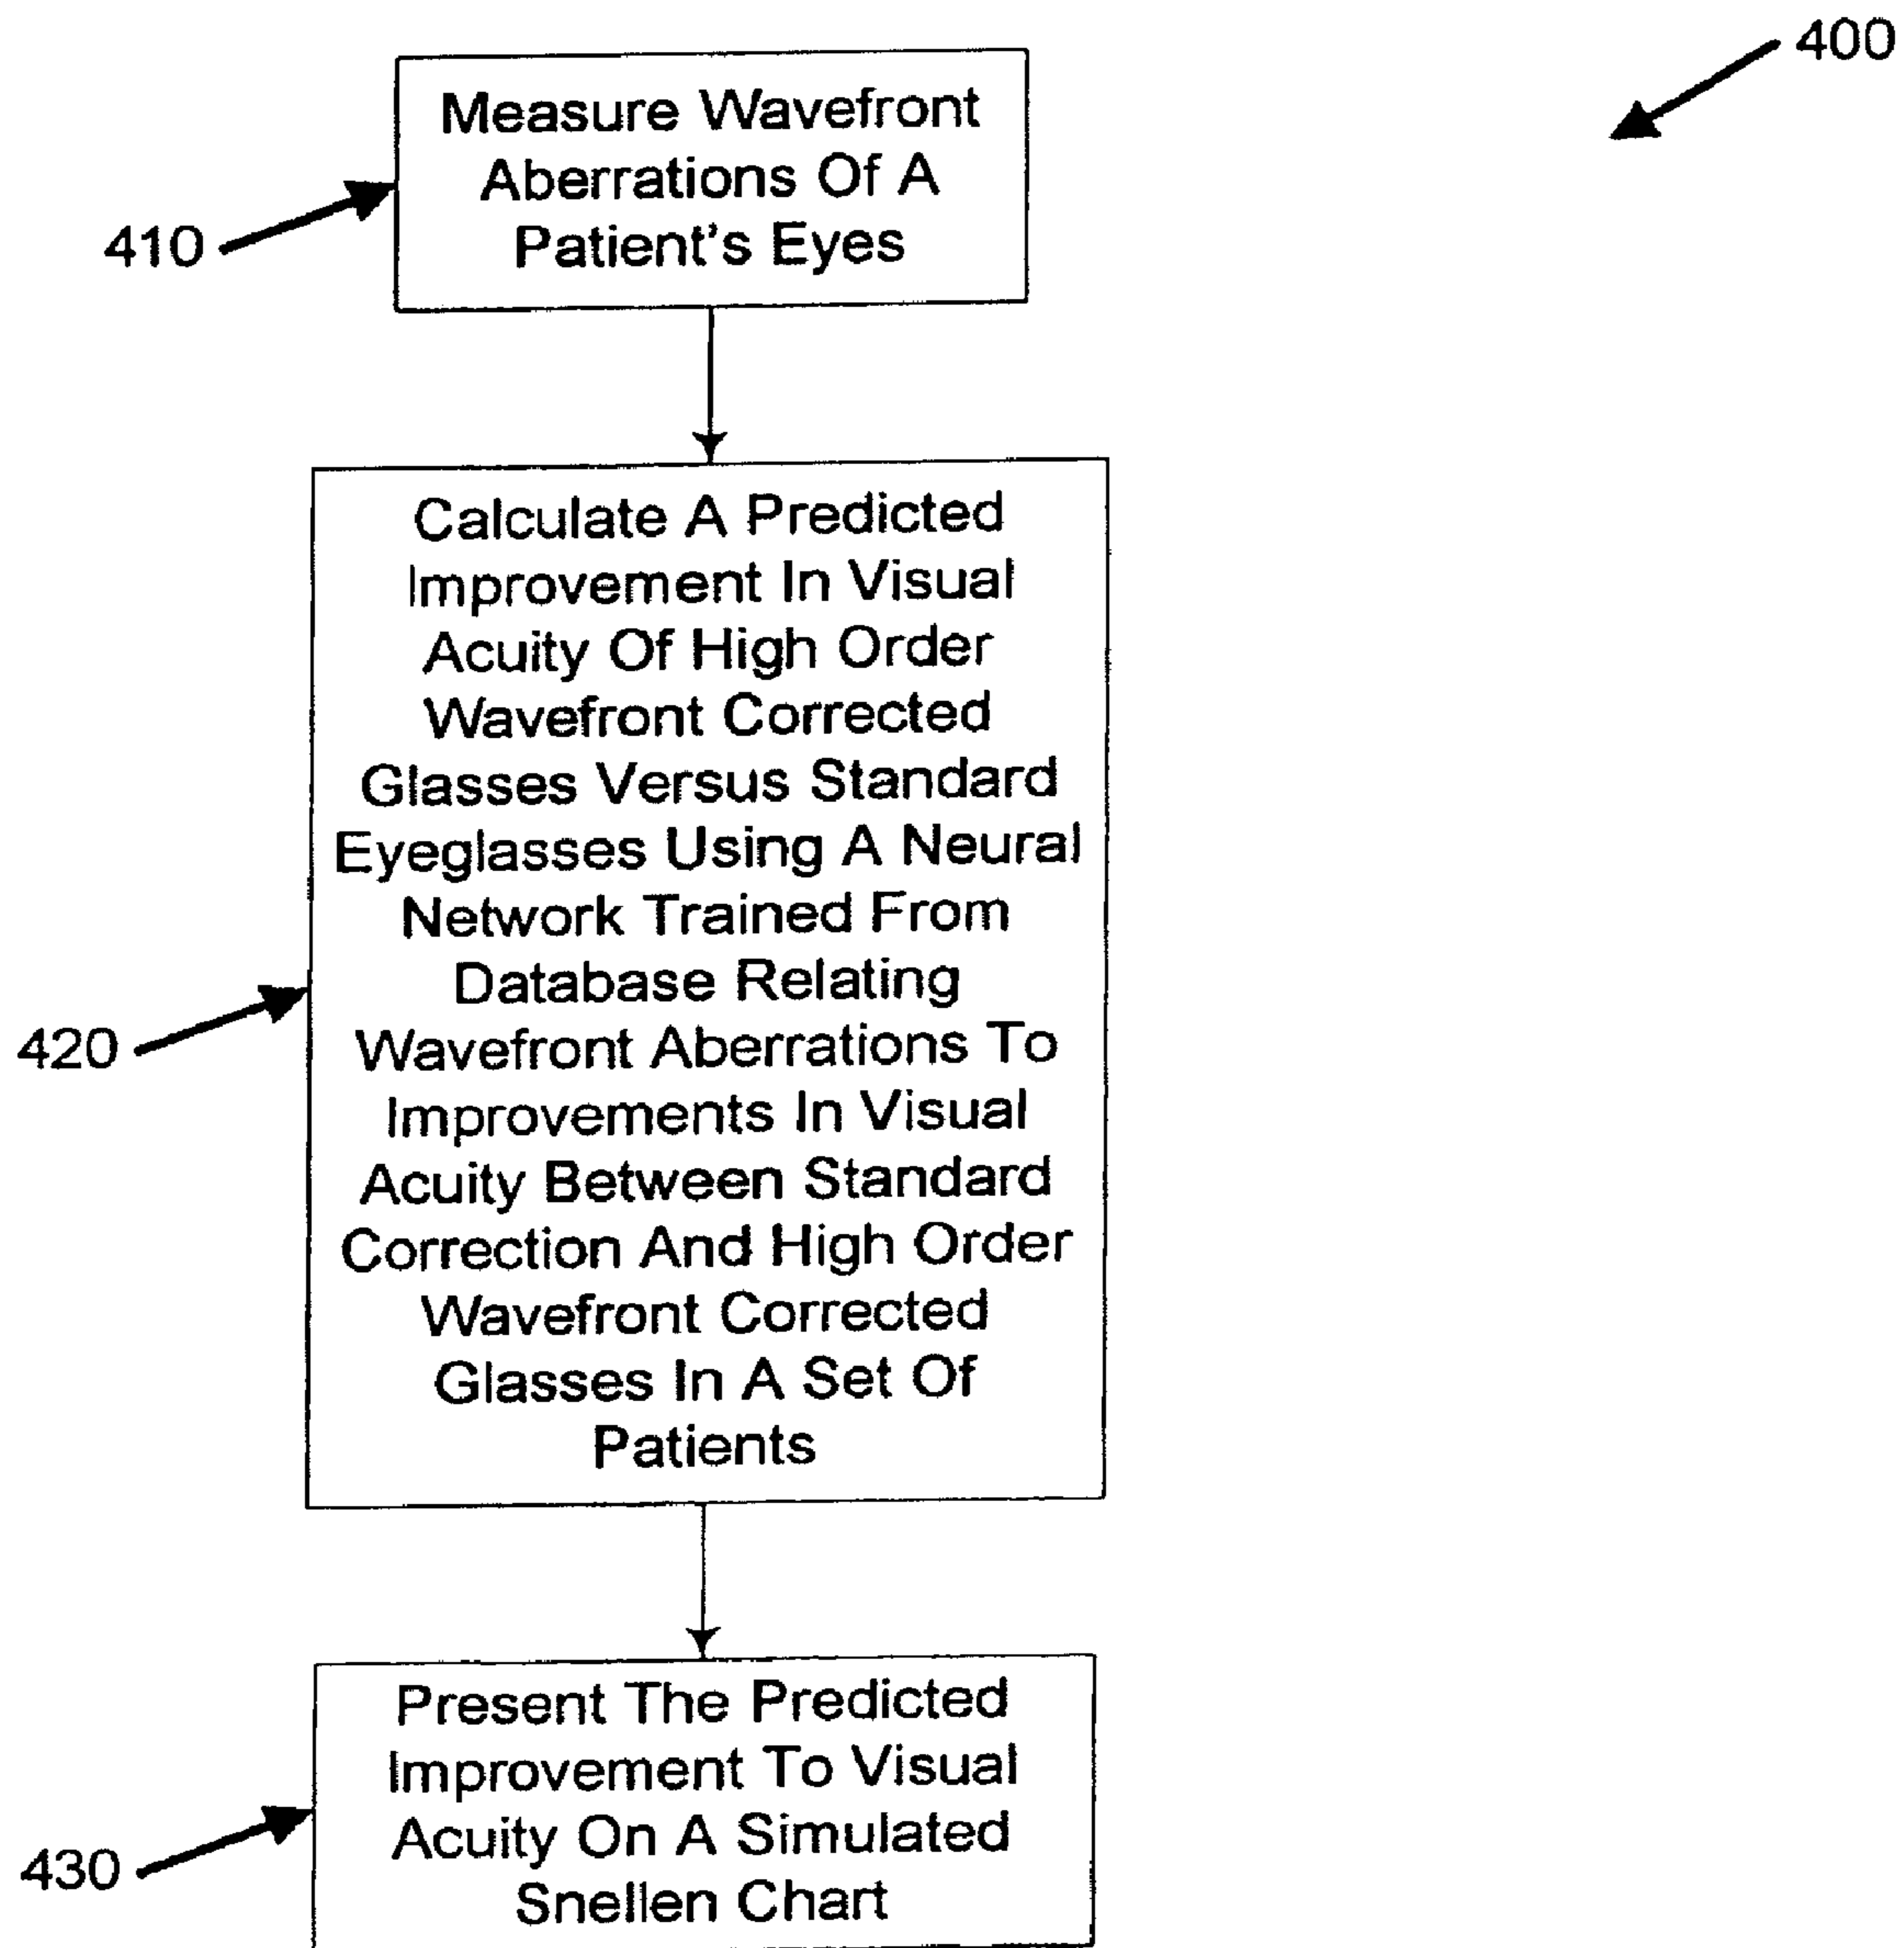 400
Measure Wavefront
Aberrations Of A
Patient's Eyes
410
Calculate A Predicted
Improvement In Visual
Acuity Of High Order
Wavefront Corrected
Glasses Versus Standard
Eyeglasses Using A Neural
Network Trained From
Database Relating
Wavefront Aberrations To
Improvements In Visual
Acuity Between Standard
Correction And High Order
Wavefront Corrected
Glasses In A Set Of
Patients
420
Present The Predicted
Improvement To Visual
Acuity On A Simulated
Snellen Chart
430